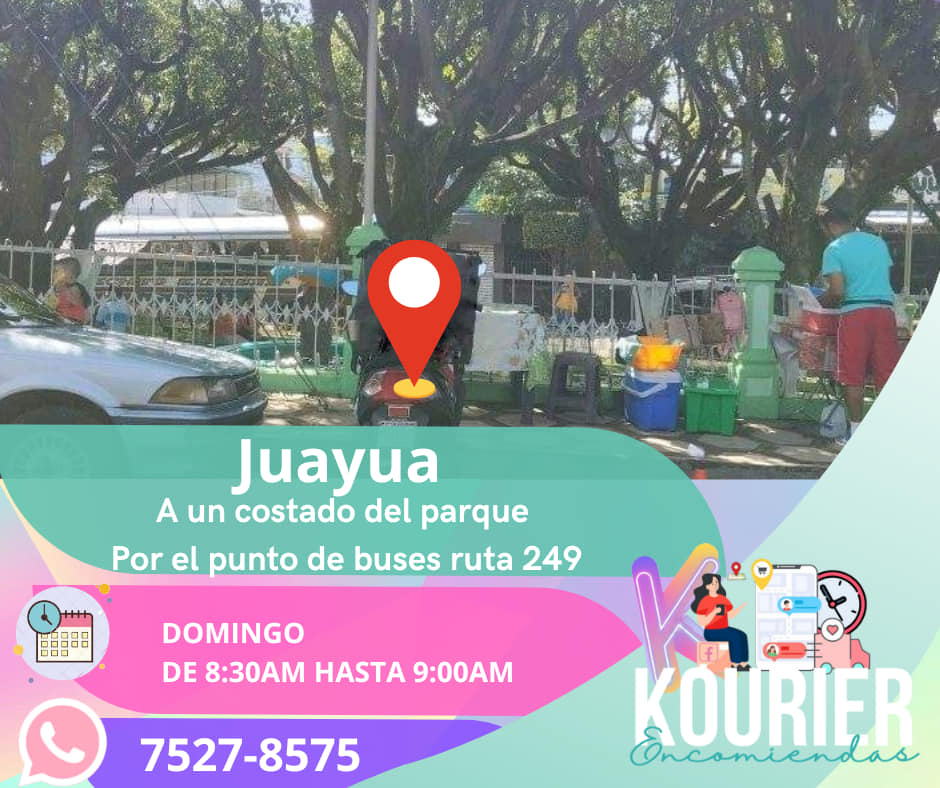 Juayua
A un costado del parque
Por el punto de buses ruta 249
DOMINGO
DE 8:30AM HASTA 9:00AM
7527-8575
K
KOURIER
Encomiendas